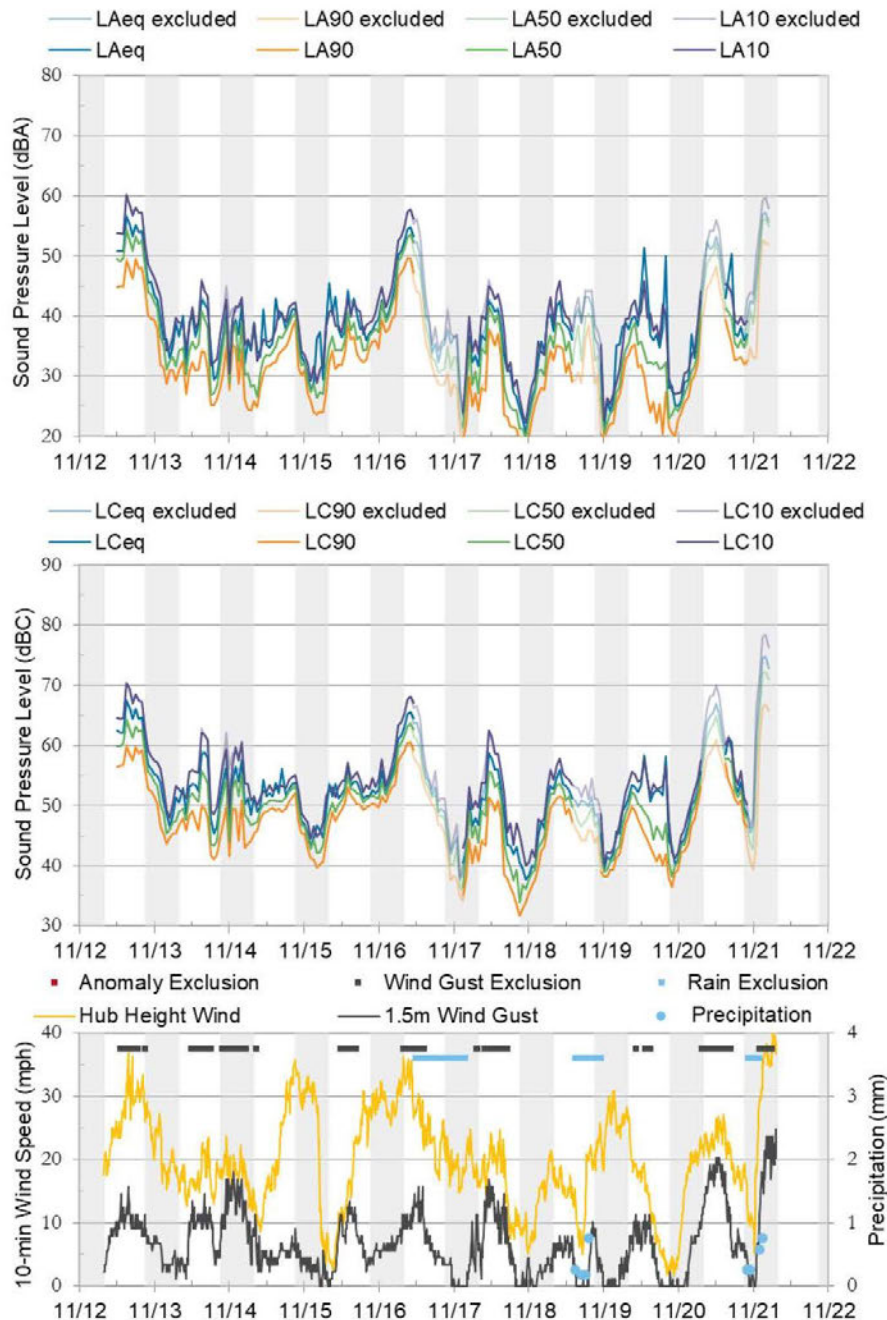 LAeq excluded LA90 excluded LA50 excluded LA10 excluded
LAeq LA90 LA50 LA10
Sound Pressure Level (dBA)
80
70
60
50
40
30
20
11/12 11/13 11/14 11/15 11/16 11/17 11/18 11/19 11/20 11/21 11/22
LCeq excluded LC90 excluded LC50 excluded LC10 excluded
LCeq LC90 LC50 LC10
Sound Pressure Level (dBC)
90
80
70
60
50
40
30
11/12 11/13 11/14 11/15 11/16 11/17 11/18 11/19 11/20 11/21 11/22
Anomaly Exclusion Wind Gust Exclusion Rain Exclusion
Hub Height Wind 1.5m Wind Gust Precipitation
10-min Wind Speed (mph)
40 4
30 3
20 2
10 1
0 0
Precipitation (mm)
11/12 11/13 11/14 11/15 11/16 11/17 11/18 11/19 11/20 11/21 11/22